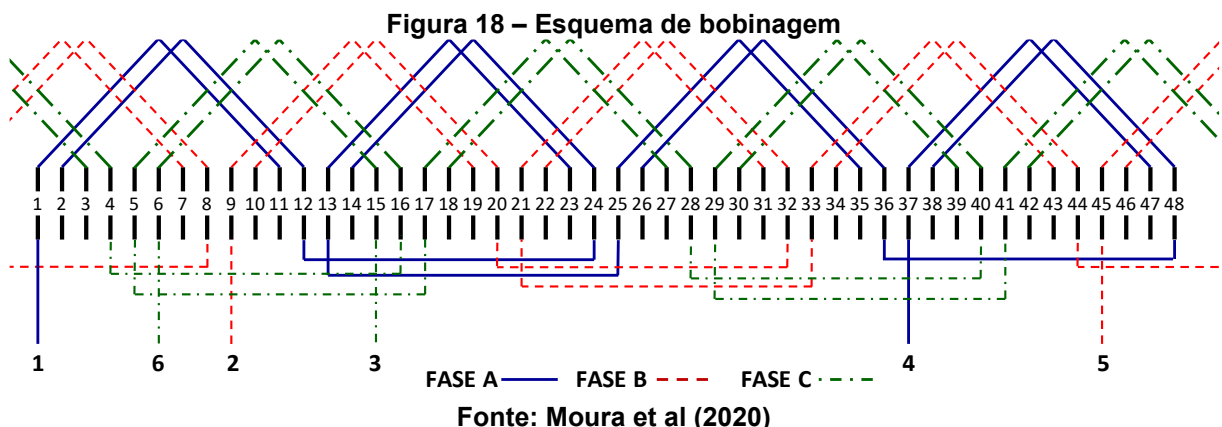 Figura 18 – Esquema de bobinagem
1 2 3 4 5 6 7 8 9 10 11 12 13 14 15 16 17 18 19 20 21 22 23 24 25 26 27 28 29 30 31 32 33 34 35 36 37 38 39 40 41 42 43 44 45 46 47 48
1 6 2 3 4 5
FASE A FASE B FASE C
Fonte: Moura et al (2020)